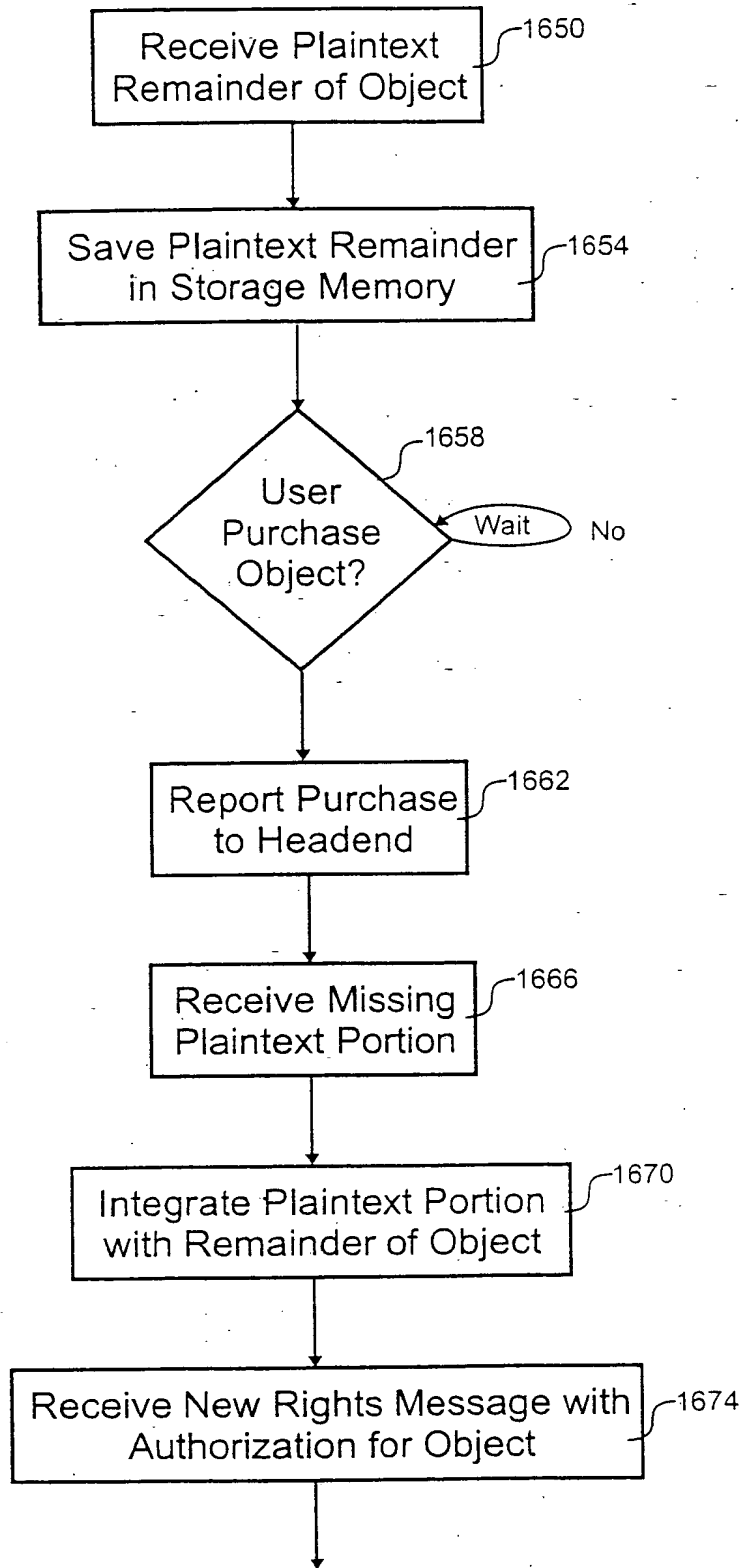 Receive Plaintext
Remainder of Object
1650
Save Plaintext Remainder
in Storage Memory
1654
User
Purchase
Object?
1658
Wait
No
Report Purchase
to Headend
1662
Receive Missing
Plaintext Portion
1666
Integrate Plaintext Portion
with Remainder of Object
1670
Receive New Rights Message with
Authorization for Object
1674